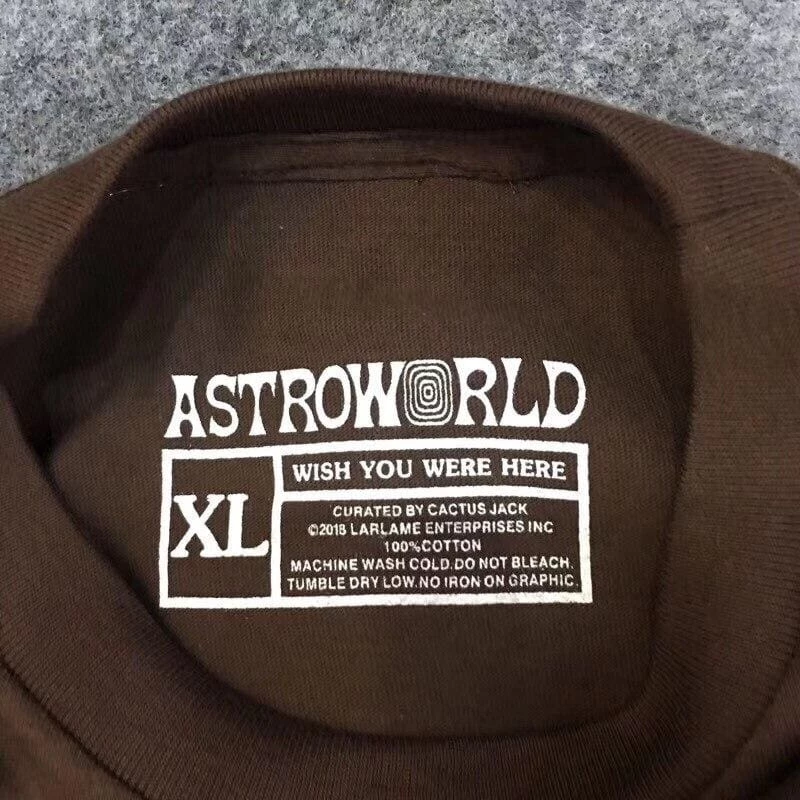 ASTROWORLD
XL
WISH YOU WERE HERE
CURATED BY CACTUS JACK
©2018 LARLAME ENTERPRISES INC
100%COTTON
MACHINE WASH COLD.DO NOT BLEACH.
TUMBLE DRY LOW.NO IRON ON GRAPHIC.